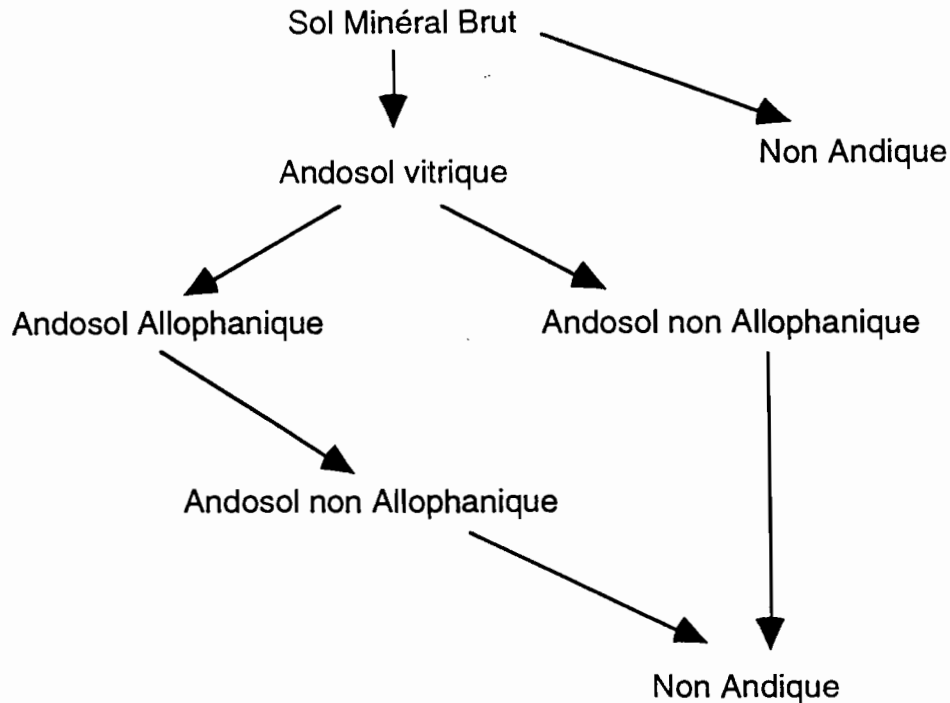 Sol Minéral Brut
Non Andique
Andosol vitrique
Andosol Allophanique
Andosol non Allophanique
Andosol non Allophanique
Non Andique